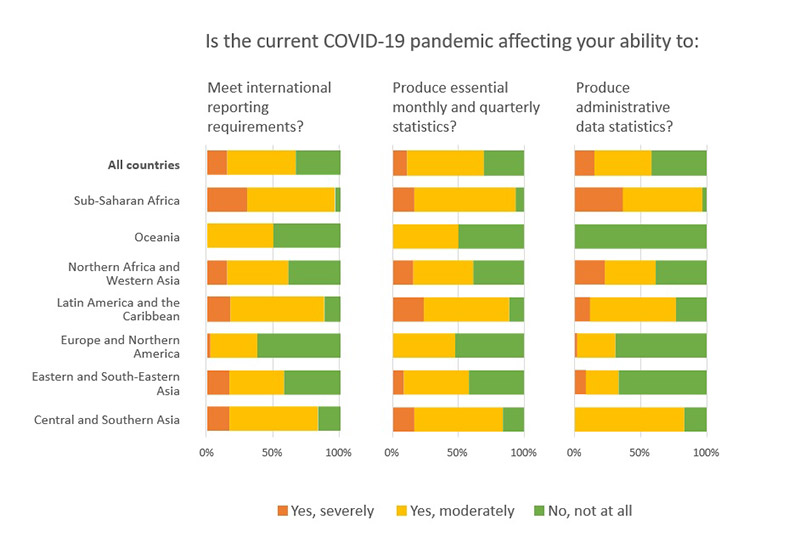 Is the current COVID-19 pandemic affecting your ability to:
Meet international
reporting
requirements?
Produce essential
monthly and quarterly
statistics?
Produce
administrative
data statistics?
All countries
Sub-Saharan Africa
Oceania
Northern Africa and
Western Asia
Latin America and the
Caribbean
Europe and Northern
America
Eastern and South-Eastern
Asia
Central and Southern Asia
0% 50% 100%
0% 50% 100%
0% 50% 100%
Yes, severely
Yes, moderately
No, not at all